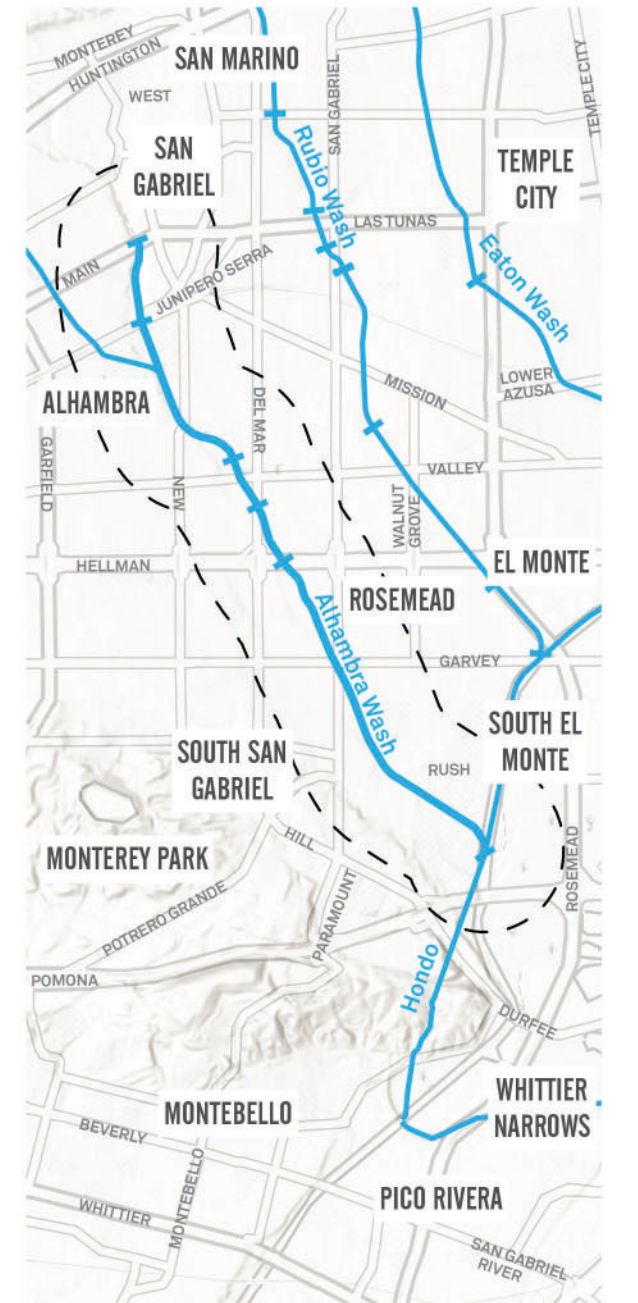 MONTEREY
HUNTINGTON
SAN MARINO
WEST
SAN GABRIEL
TEMPLE CITY
SAN
GABRIEL
Rubio Wash
TEMPLE
CITY
LAS TUNAS
MAIN
JUNIPERO SERRA
Eaton Wash
MISSION
LOWER
AZUSA
ALHAMBRA
DEL MAR
GARFIELD
NEW
VALLEY
WALNUT
GROVE
HELLMAN
EL MONTE
ROSEMEAD
Alhambra Wash
GARVEY
SOUTH EL
MONTE
SOUTH SAN
GABRIEL
RUSH
HILL
MONTEREY PARK
ROSEMEAD
PARAMOUNT
POTRERO GRANDE
POMONA
Hondo
DURFEE
WHITTIER
NARROWS
MONTEBELLO
BEVERLY
MONTEBELLO
PICO RIVERA
WHITTIER
SAN GABRIEL
RIVER